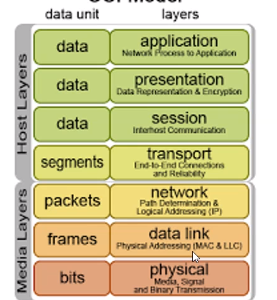 OSI Model
data unit layers
Host Layers
data application
Network Process to Application
data presentation
Data Representation & Encryption
data session
Interhost Communication
segments transport
End-to-End Connections
and Reliability
Media Layers
packets network
Path Determination &
Logical Addressing (IP)
frames data link
Physical Addressing (MAC & LLC)
bits physical
Media, Signal
and Binary Transmission